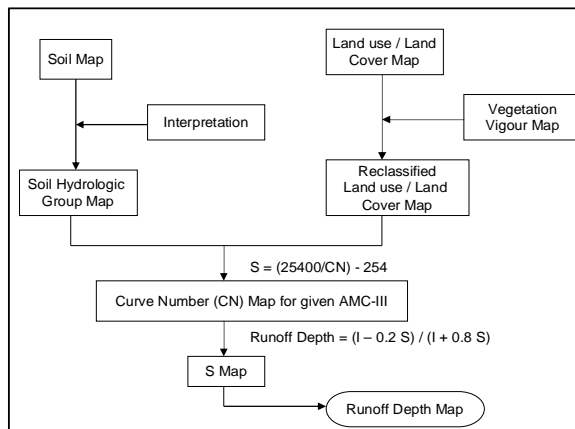 Soil Map
Land use / Land
Cover Map
Interpretation
Vegetation
Vigour Map
Soil Hydrologic
Group Map
Reclassified
Land use / Land
Cover Map
S = (25400/CN) - 254
Curve Number (CN) Map for given AMC-III
Runoff Depth = (I – 0.2 S) / (I + 0.8 S)
S Map
Runoff Depth Map